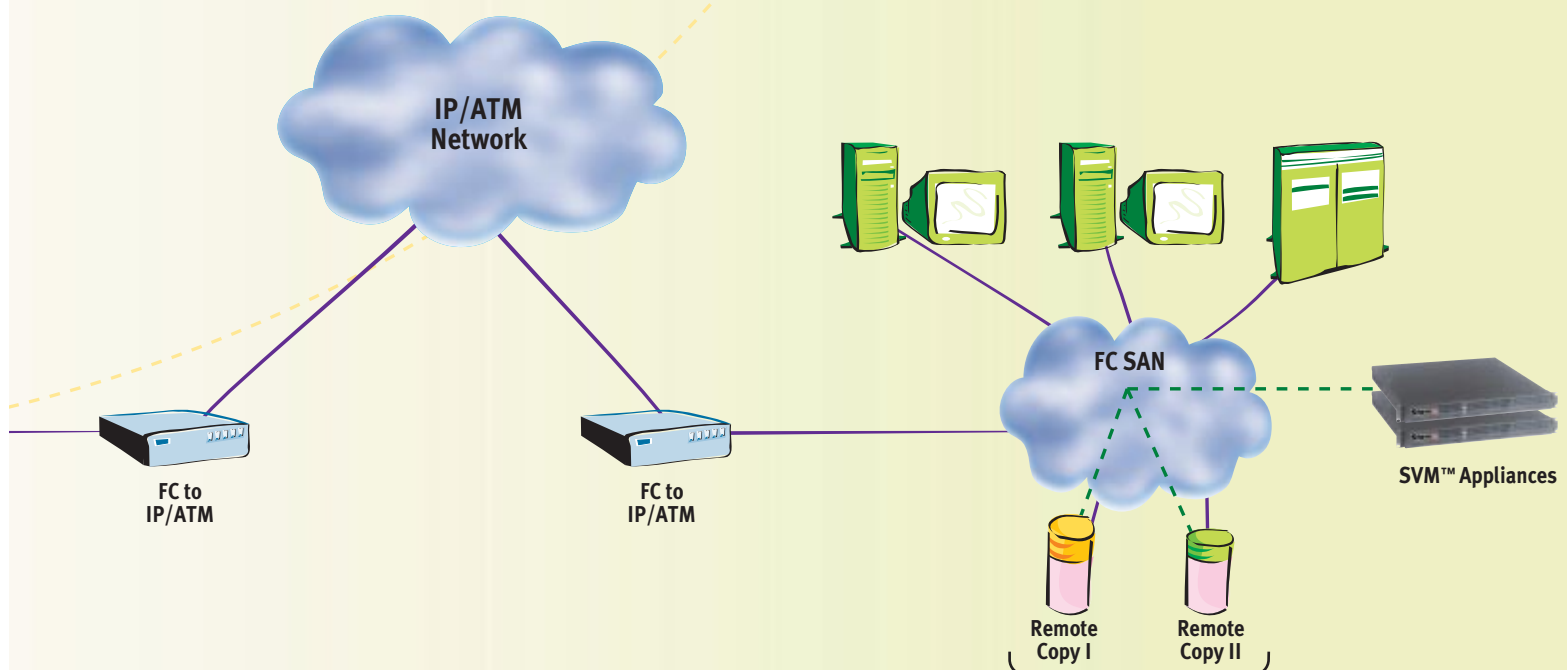 IP/ATM
Network
FC SAN
SVM™ Appliances
FC to
IP/ATM
FC to
IP/ATM
Remote
Copy I
Remote
Copy II